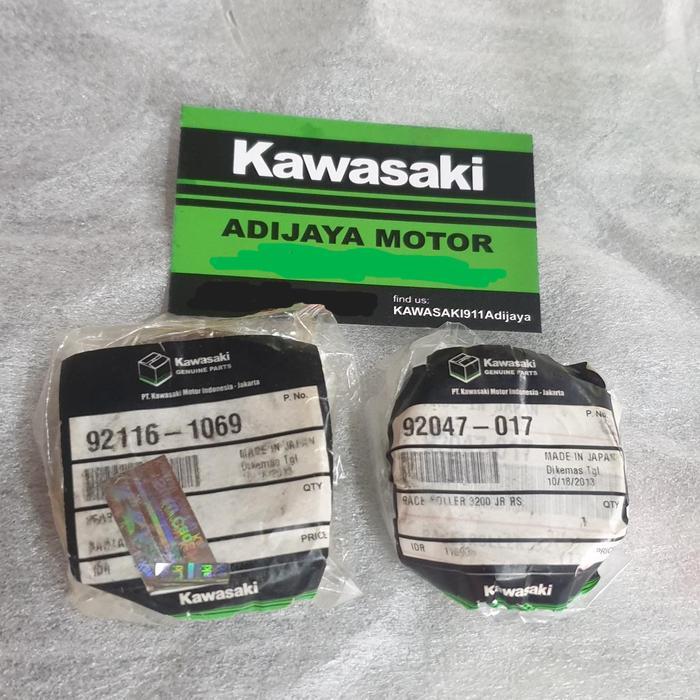 Kawasaki
ADIJAYA MOTOR
find us:
KAWASAKI911Adijaya
Kawasaki
GENUINE PARTS
PT. Kawasaki Motor Indonesia - Jakarta
P. No.
92116-1069
MADE IN JAPAN
Dikemas Tgl
QTY
PRICE
IDR
Kawasaki
Kawasaki
GENUINE PARTS
PT. Kawasaki Motor Indonesia - Jakarta
P. No.
92047-017
MADE IN JAPAN
Dikemas Tgl
10/18/2013
RACE ROLLER 3200 JR RS
QTY
1
IDR
PRICE
Kawasaki